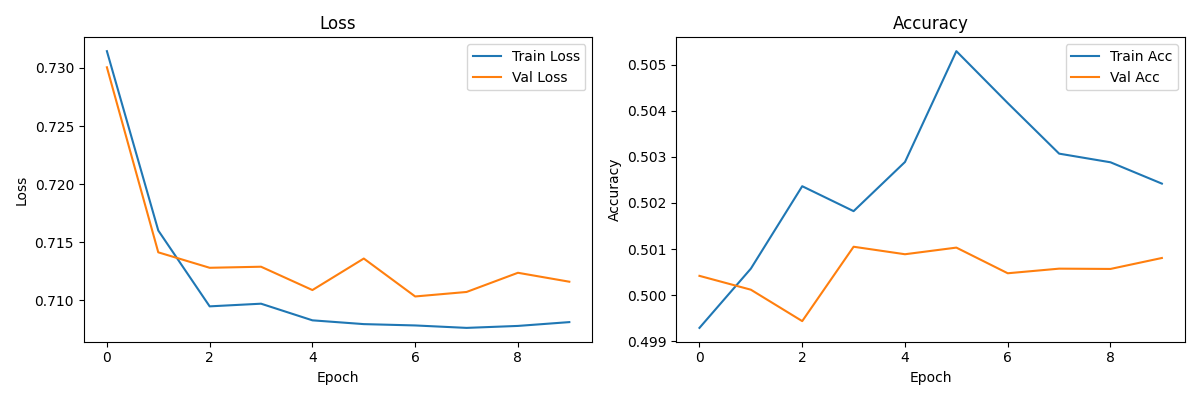 Loss
Train Loss
Val Loss
0.730
0.725
0.720
0.715
0.710
Loss
0 2 4 6 8
Epoch
Accuracy
Train Acc
Val Acc
0.505
0.504
0.503
0.502
0.501
0.500
0.499
Accuracy
0 2 4 6 8
Epoch